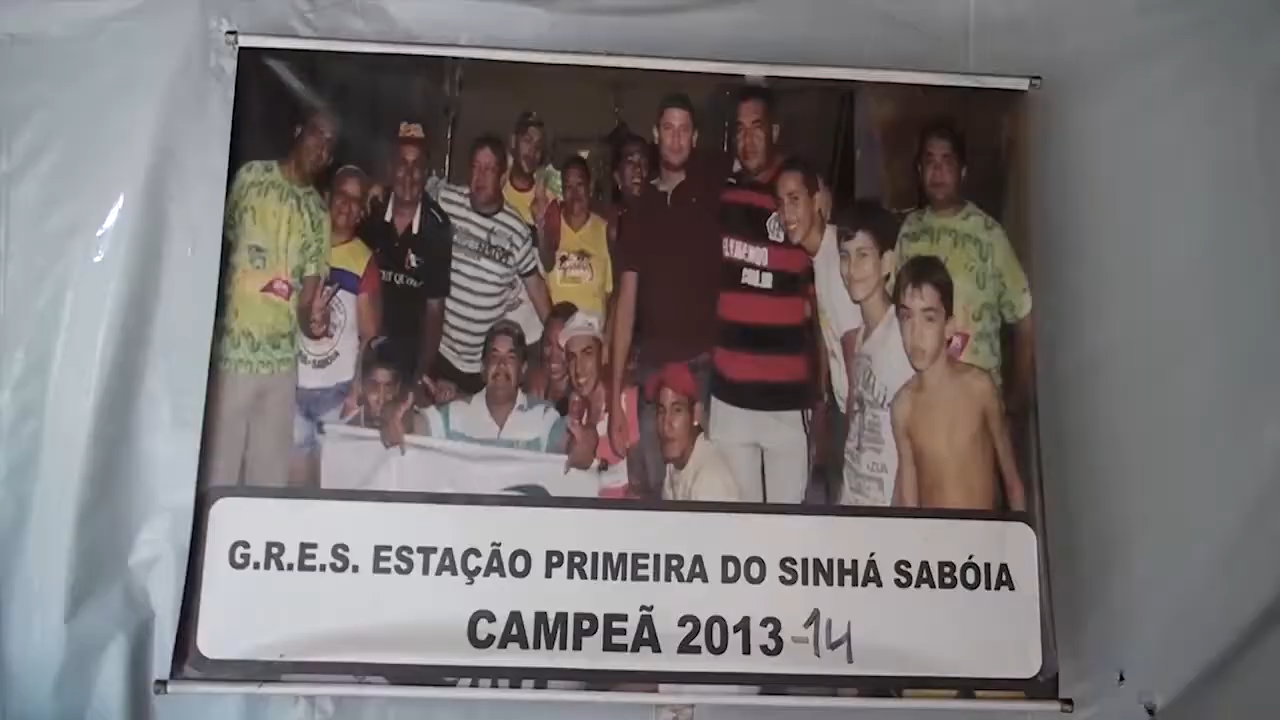 G.R.E.S. ESTAÇÃO PRIMEIRA DO SINHÁ SABÓIA
CAMPEÃ 2013-14